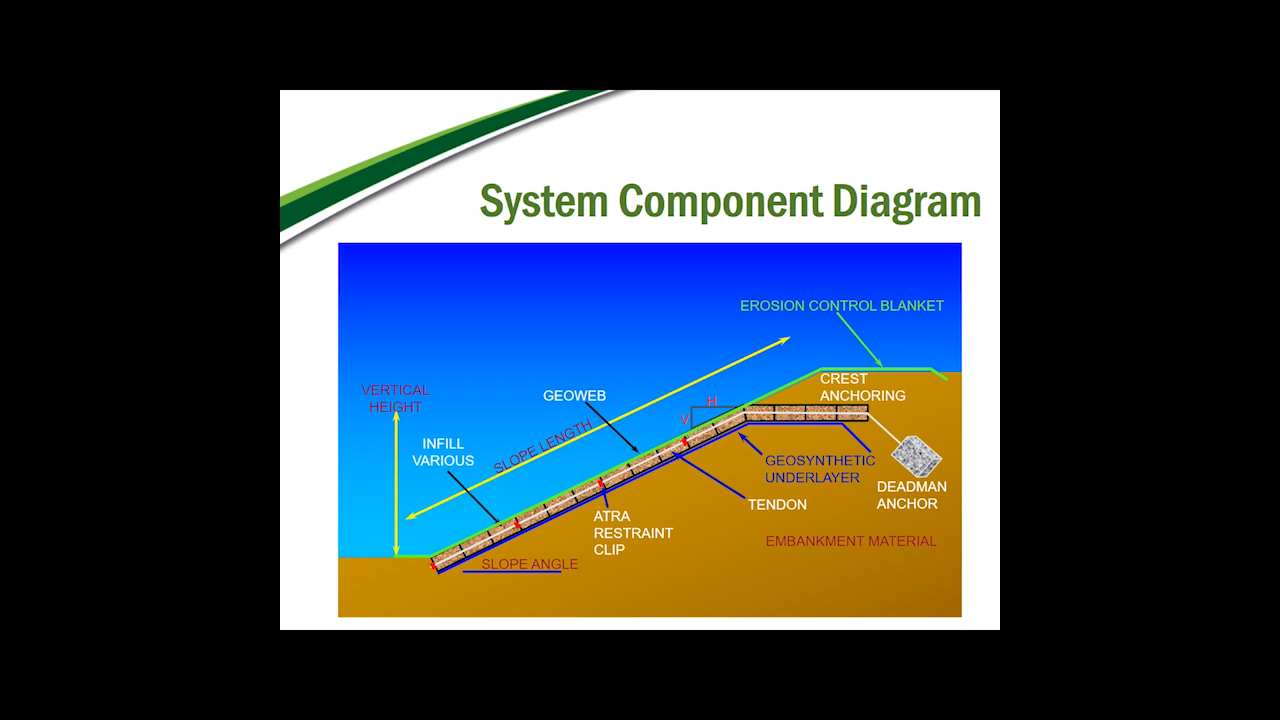 System Component Diagram
EROSION CONTROL BLANKET
CREST
ANCHORING
VERTICAL
HEIGHT
GEOWEB
H
V
SLOPE LENGTH
INFILL
VARIOUS
GEOSYNTHETIC
UNDERLAYER
DEADMAN
ANCHOR
TENDON
ATRA
RESTRAINT
CLIP
EMBANKMENT MATERIAL
SLOPE ANGLE